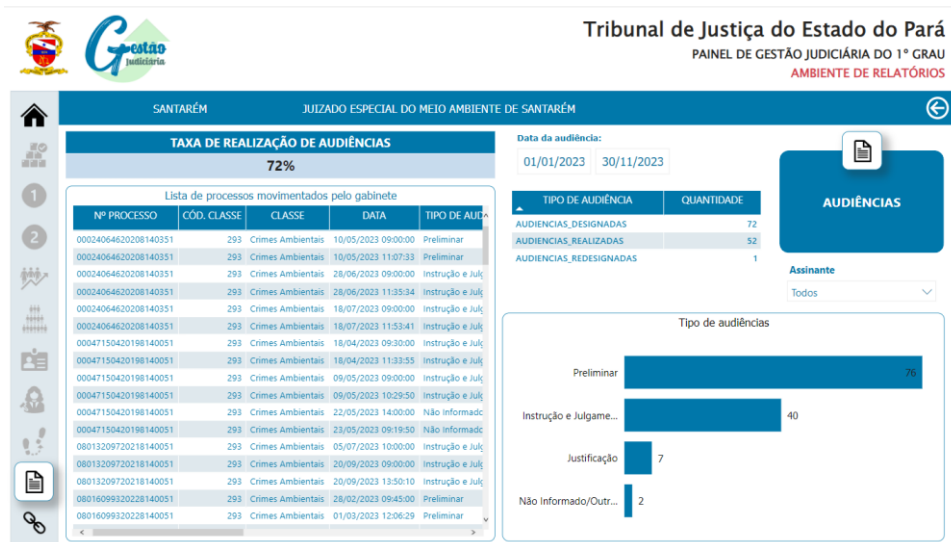 Gestão
Judiciária
Tribunal de Justiça do Estado do Pará
PAINEL DE GESTÃO JUDICIÁRIA DO 1º GRAU
AMBIENTE DE RELATÓRIOS
SANTARÉM JUIZADO ESPECIAL DO MEIO AMBIENTE DE SANTARÉM
TAXA DE REALIZAÇÃO DE AUDIÊNCIAS
72%
Lista de processos movimentados pelo gabinete
Nº PROCESSO CÓD. CLASSE CLASSE DATA TIPO DE AUD
00024064620208140351 293 Crimes Ambientais 10/05/2023 09:00:00 Preliminar
00024064620208140351 293 Crimes Ambientais 10/05/2023 11:07:33 Preliminar
00024064620208140351 293 Crimes Ambientais 28/06/2023 09:00:00 Instrução e Julg
00024064620208140351 293 Crimes Ambientais 28/06/2023 11:35:34 Instrução e Julg
00024064620208140351 293 Crimes Ambientais 18/07/2023 09:00:00 Instrução e Julg
00024064620208140351 293 Crimes Ambientais 18/07/2023 11:53:41 Instrução e Julg
00047150420198140051 293 Crimes Ambientais 18/04/2023 09:30:00 Instrução e Julg
00047150420198140051 293 Crimes Ambientais 18/04/2023 11:33:55 Instrução e Julg
00047150420198140051 293 Crimes Ambientais 09/05/2023 09:00:00 Instrução e Julg
00047150420198140051 293 Crimes Ambientais 09/05/2023 10:29:50 Instrução e Julg
00047150420198140051 293 Crimes Ambientais 22/05/2023 14:00:00 Não Informado
00047150420198140051 293 Crimes Ambientais 23/05/2023 09:19:50 Não Informado
08013209720218140051 293 Crimes Ambientais 05/07/2023 10:00:00 Instrução e Julg
08013209720218140051 293 Crimes Ambientais 20/09/2023 09:00:00 Instrução e Julg
08013209720218140051 293 Crimes Ambientais 20/09/2023 13:50:10 Instrução e Julg
08016099320228140051 293 Crimes Ambientais 28/02/2023 09:45:00 Preliminar
08016099320228140051 293 Crimes Ambientais 01/03/2023 12:06:29 Preliminar
Data da audiência:
01/01/2023 30/11/2023
TIPO DE AUDIÊNCIA QUANTIDADE
AUDIENCIAS_DESIGNADAS 72
AUDIENCIAS_REALIZADAS 52
AUDIENCIAS_REDESIGNADAS 1
AUDIÊNCIAS
Assinante
Todos
Tipo de audiências
Preliminar 76
Instrução e Julgame... 40
Justificação 7
Não Informado/Outr... 2
1
2